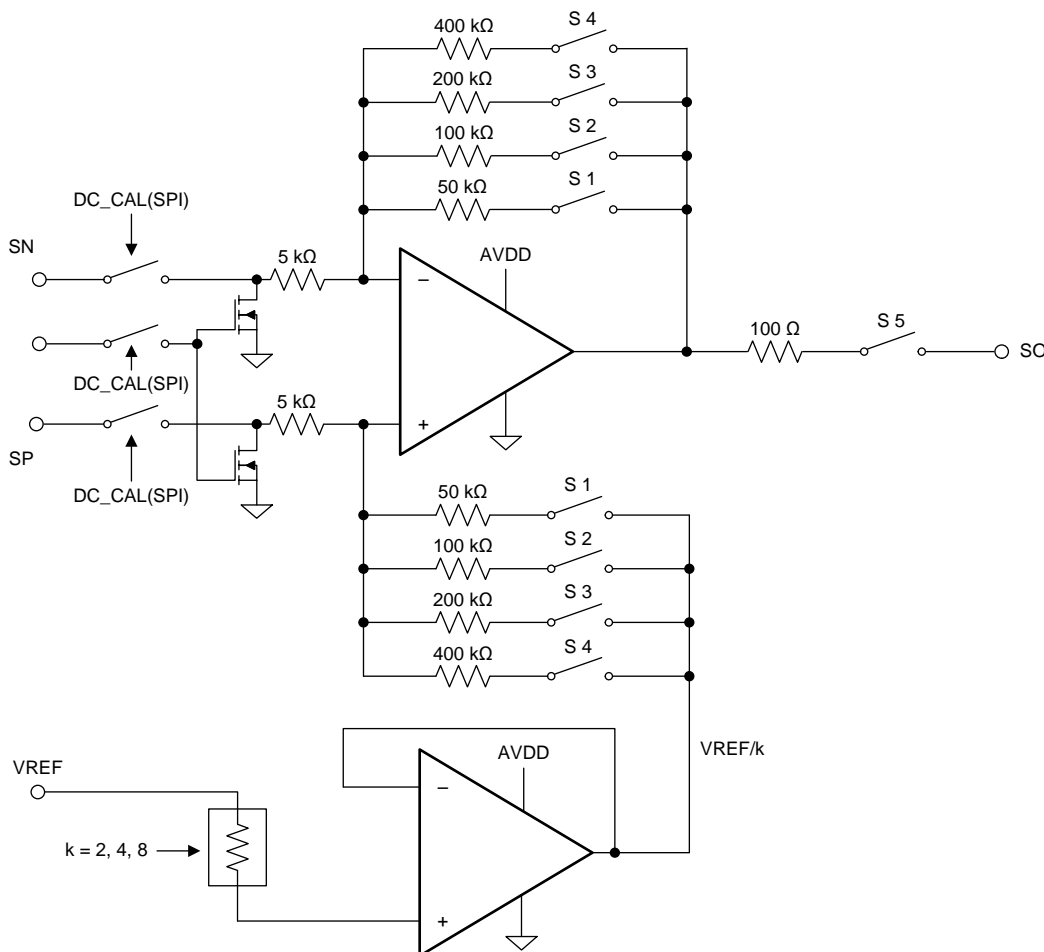 400 kΩ
S 4
200 kΩ
S 3
100 kΩ
S 2
50 kΩ
S 1
DC_CAL(SPI)
SN
5 kΩ
AVDD
−
100 Ω
S 5
SO
DC_CAL(SPI)
5 kΩ
+
SP
DC_CAL(SPI)
50 kΩ
S 1
100 kΩ
S 2
200 kΩ
S 3
400 kΩ
S 4
VREF/k
VREF
AVDD
−
k = 2, 4, 8
+